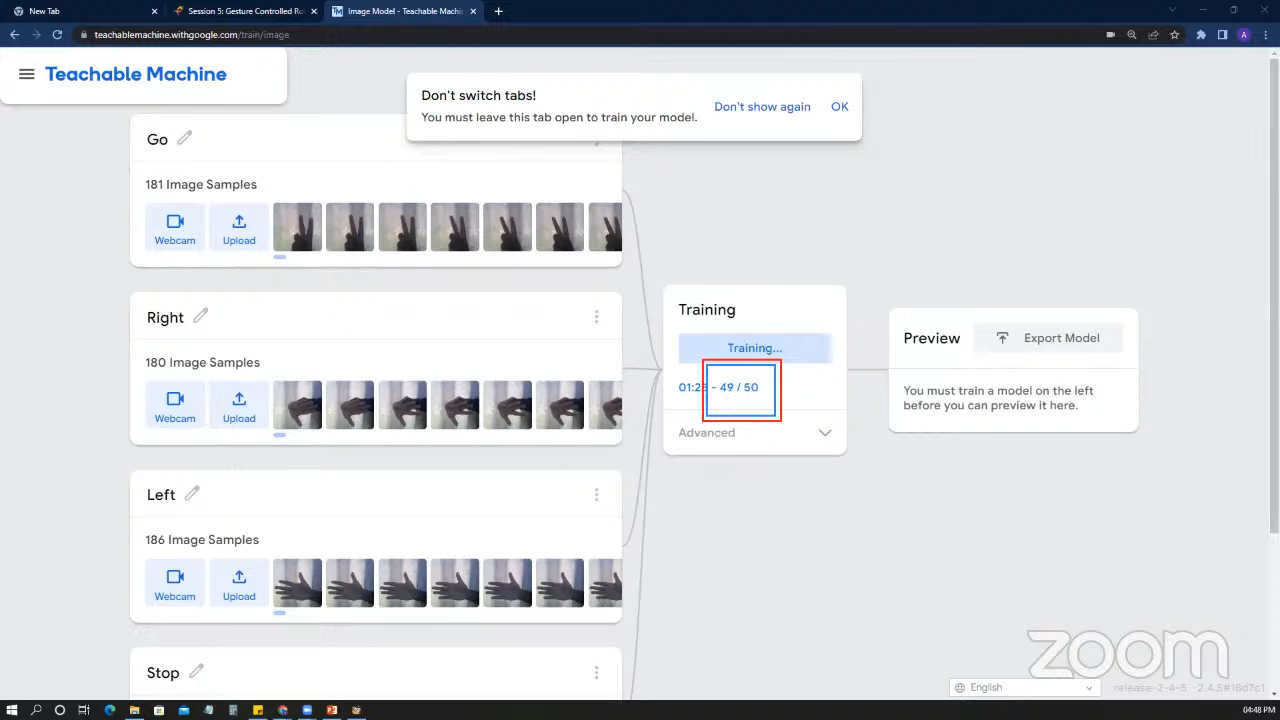 New Tab
Session 5: Gesture Controlled Ro
Image Model - Teachable Machin
teachablemachine.withgoogle.com/train/image
A
Teachable Machine
Don't switch tabs!
You must leave this tab open to train your model.
Don't show again
OK
Go
181 Image Samples
Webcam
Upload
Right
180 Image Samples
Webcam
Upload
Left
186 Image Samples
Webcam
Upload
Stop
Training
Training...
49 / 50
Advanced
Preview
Export Model
You must train a model on the left
before you can preview it here.
zoom
English
04:48 PM